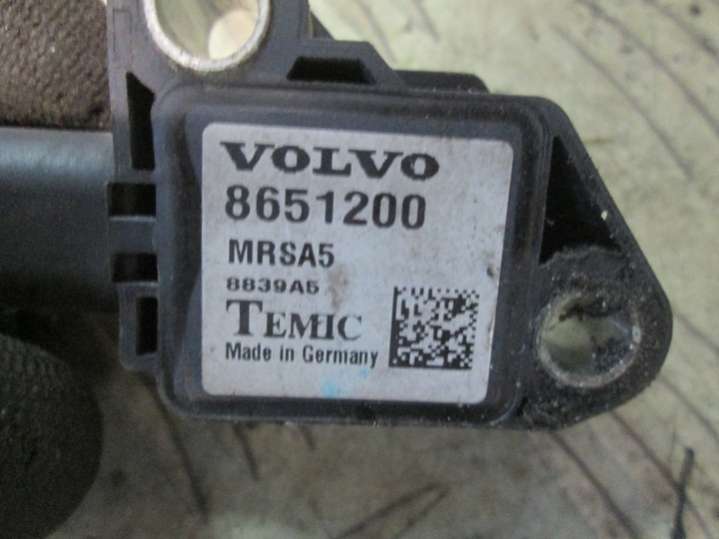 VOLVO
8651200
MRSA5
8839A5
TEMIC
Made in Germany